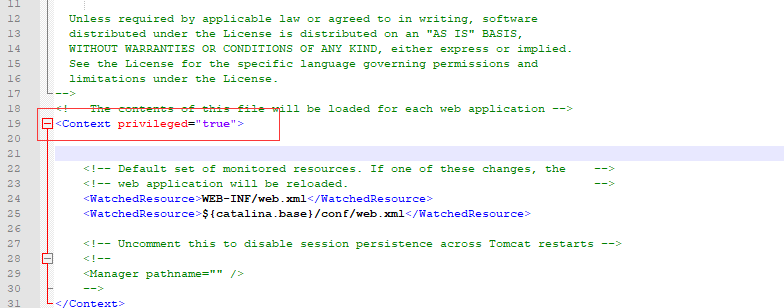 11
12 Unless required by applicable law or agreed to in writing, software
13 distributed under the License is distributed on an "AS IS" BASIS,
14 WITHOUT WARRANTIES OR CONDITIONS OF ANY KIND, either express or implied.
15 See the License for the specific language governing permissions and
16 limitations under the License.
17 -->
18 <!-- The contents of this file will be loaded for each web application -->
19 <Context privileged="true">
20
21
22 <!-- Default set of monitored resources. If one of these changes, the -->
23 <!-- web application will be reloaded. -->
24 <WatchedResource>WEB-INF/web.xml</WatchedResource>
25 <WatchedResource>${catalina.base}/conf/web.xml</WatchedResource>
26
27 <!-- Uncomment this to disable session persistence across Tomcat restarts -->
28 <!--
29 <Manager pathname="" />
30 -->
31 </Context>